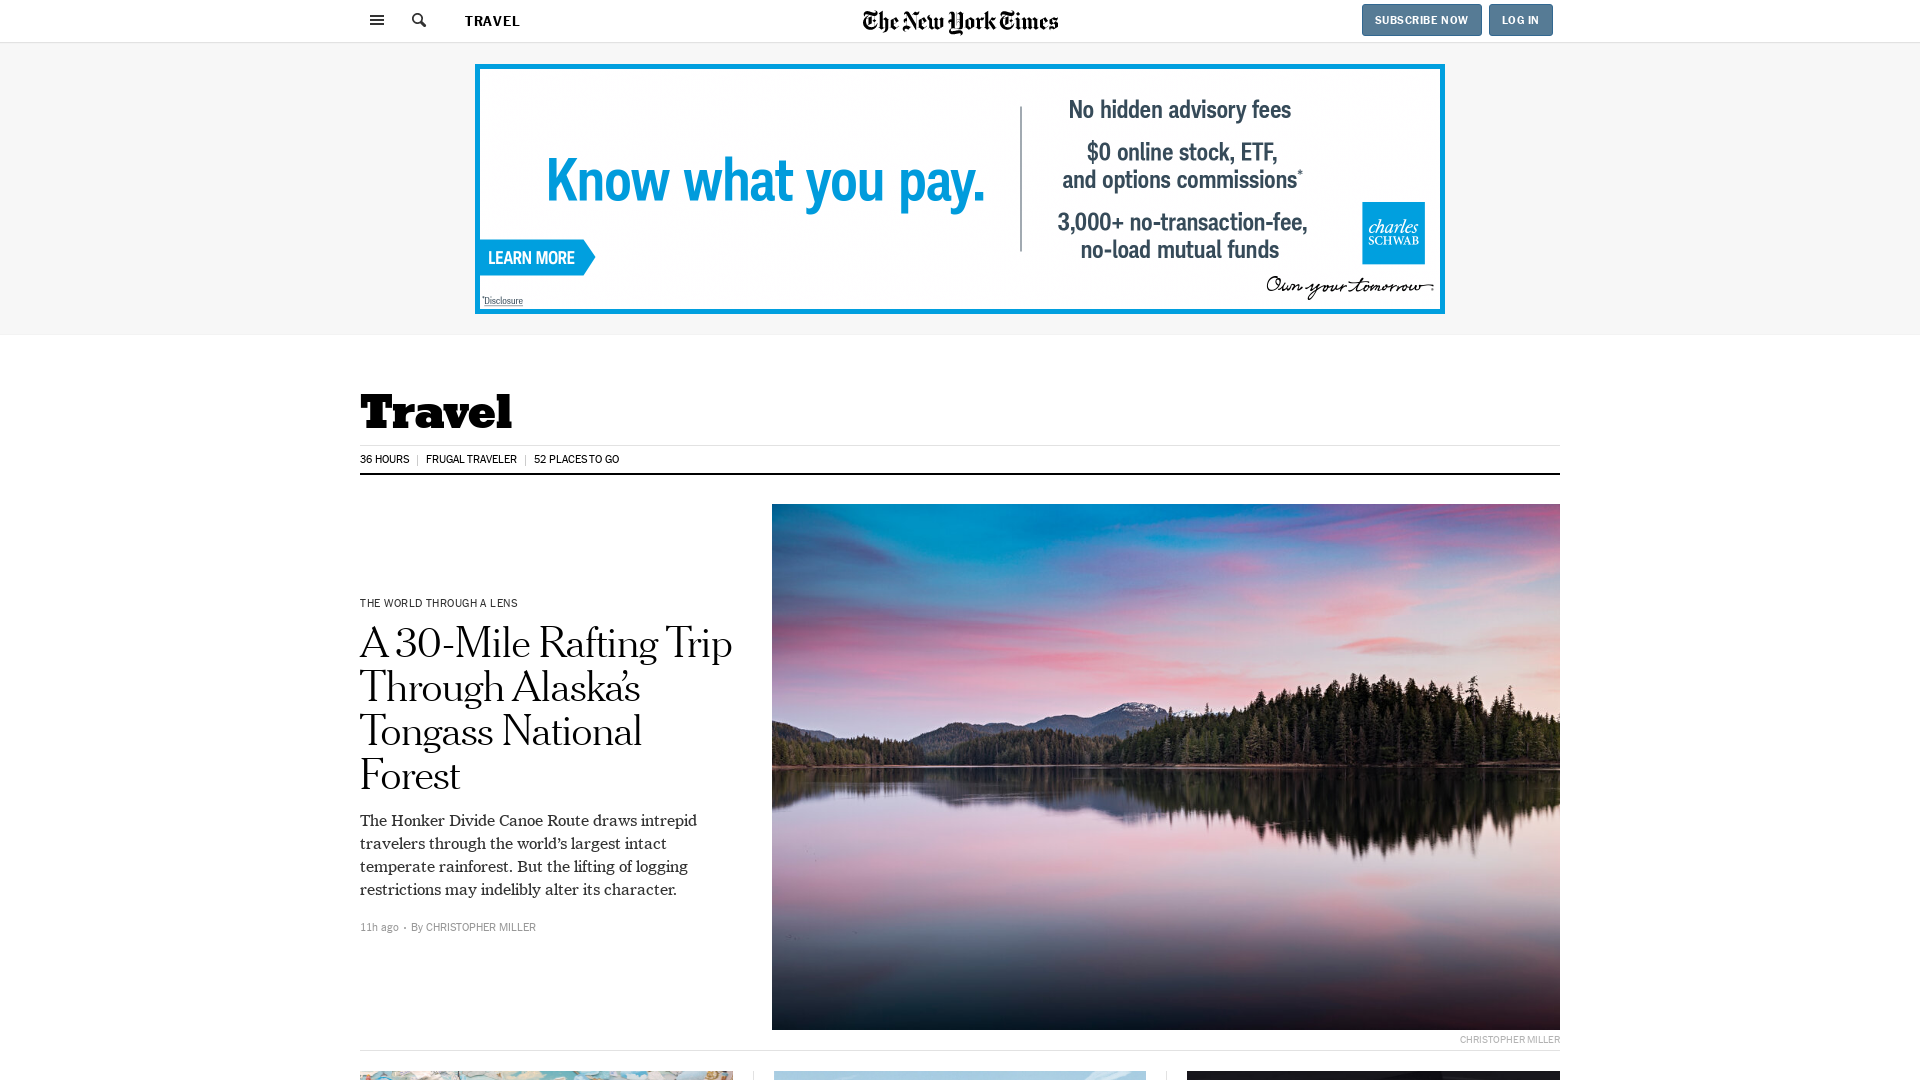 TRAVEL
The New York Times
SUBSCRIBE NOW
LOG IN
Know what you pay.
LEARN MORE
*Disclosure
No hidden advisory fees
$0 online stock, ETF,
and options commissions*
3,000+ no-transaction-fee,
no-load mutual funds
charles
SCHWAB
Own your tomorrow
Travel
36 HOURS
FRUGAL TRAVELER
52 PLACES TO GO
THE WORLD THROUGH A LENS
A 30-Mile Rafting Trip
Through Alaska’s
Tongass National
Forest
The Honker Divide Canoe Route draws intrepid
travelers through the world’s largest intact
temperate rainforest. But the lifting of logging
restrictions may indelibly alter its character.
11h ago · By CHRISTOPHER MILLER
CHRISTOPHER MILLER